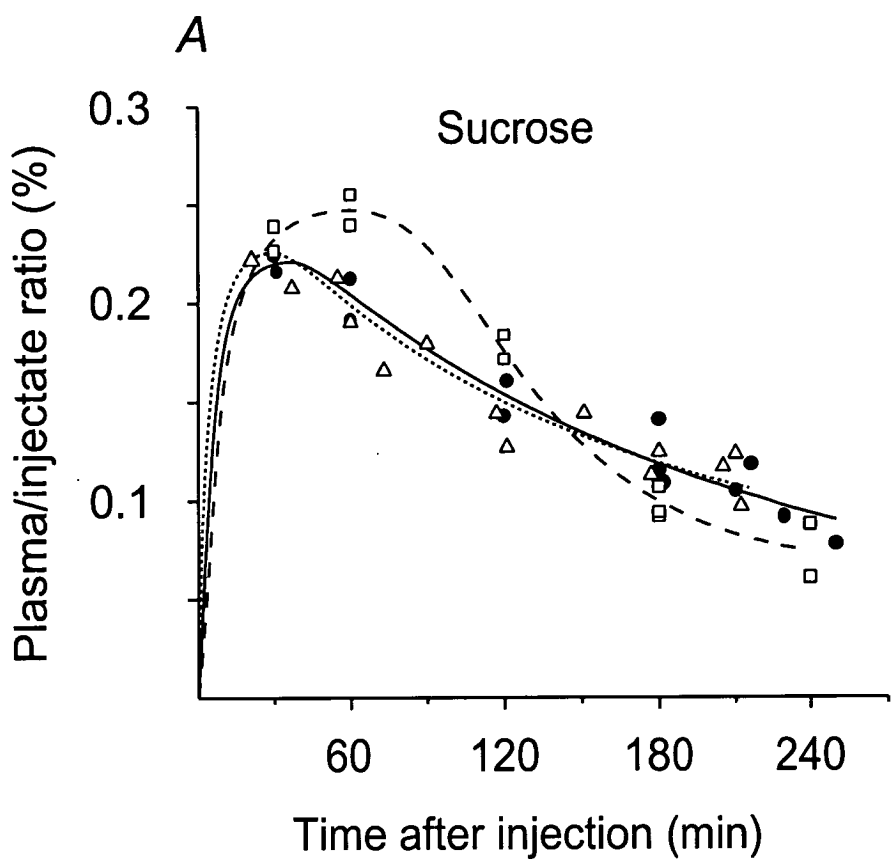 A
Sucrose
Plasma/injectate ratio (%)
0.3
0.2
0.1
60 120 180 240
Time after injection (min)